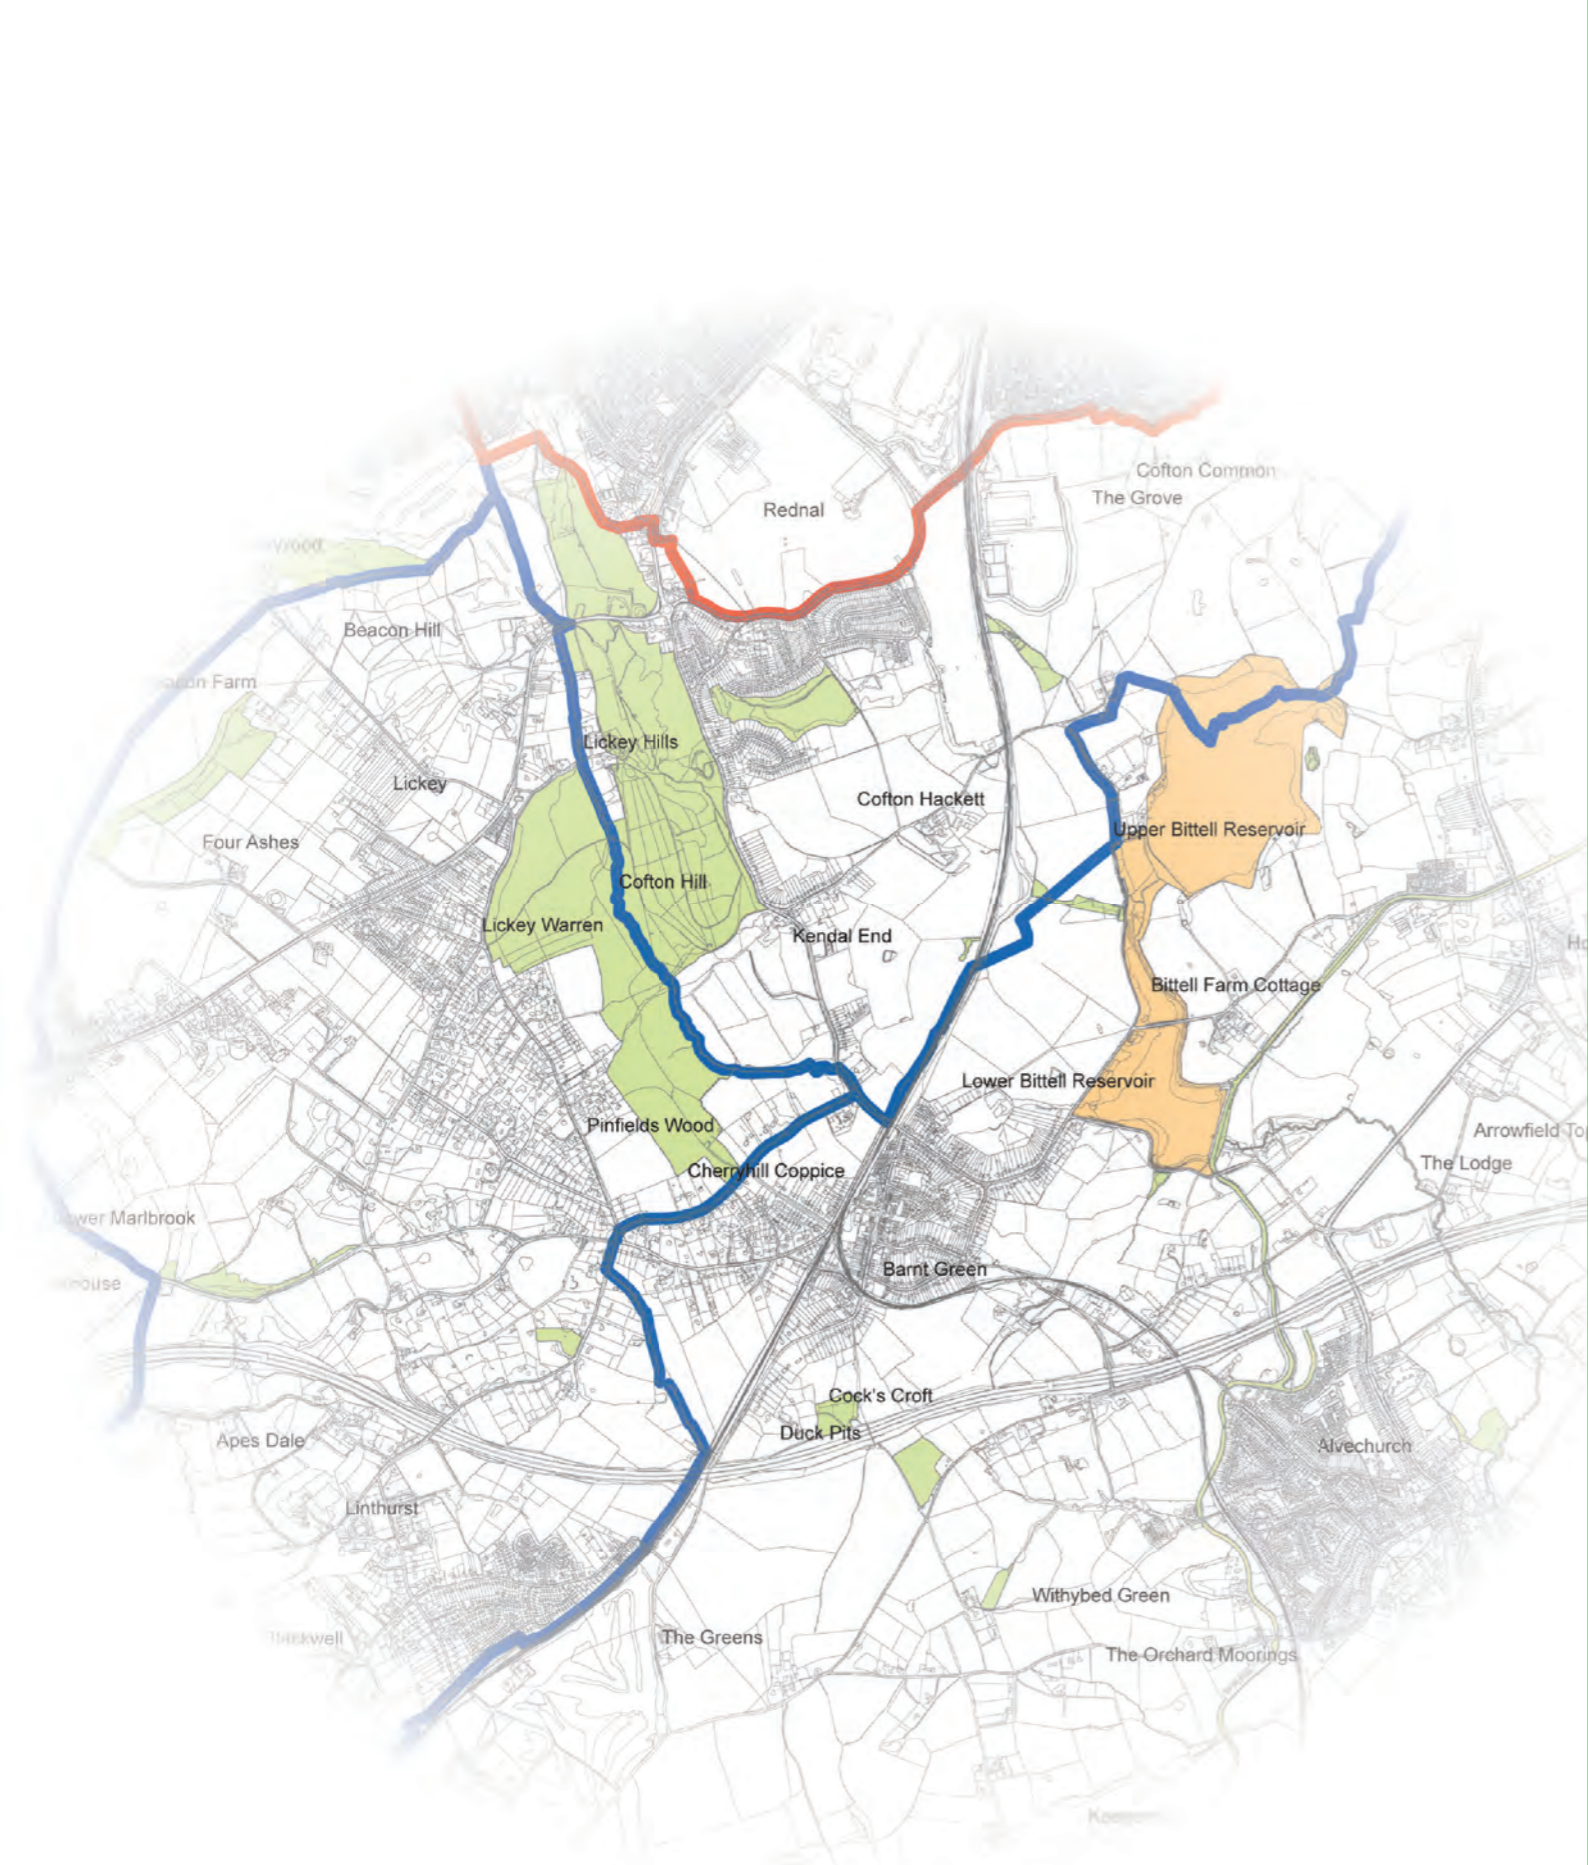 Cofton Common
The Grove
Rednal
Beacon Hill
Farm
Lickey Hills
Lickey
Cofton Hackett
Upper Bittell Reservoir
Four Ashes
Cofton Hill
Lickey Warren
Kendal End
Bittell Farm Cottage
Lower Bittell Reservoir
Pinfields Wood
Arrowfield
The Lodge
Cherryhill Coppice
Marlbrook
Barnt Green
Cock's Croft
Duck Pits
Apes Dale
Alvechurch
Linthurst
Withybed Green
The Greens
The Orchard Moorings